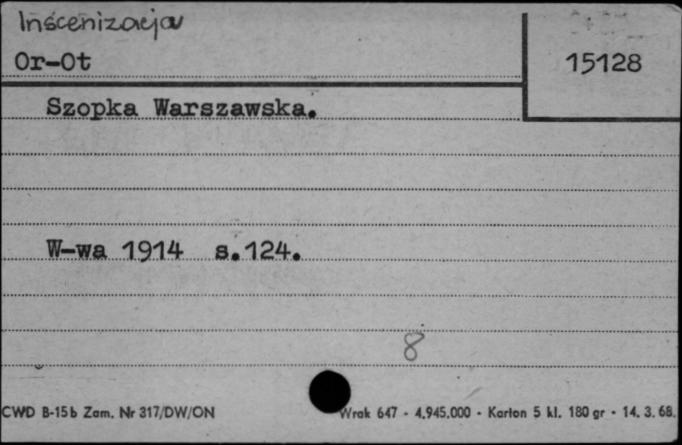 Inscenizacja
Or-Ot
15128
Szopka Warszawska.
W-wa 1914 s.124.
8
CWD B-15b Zam. Nr 317/DW/ON
Wrak 647 - 4.945.000 - Karton 5 kl. 180 gr - 14. 3. 68.